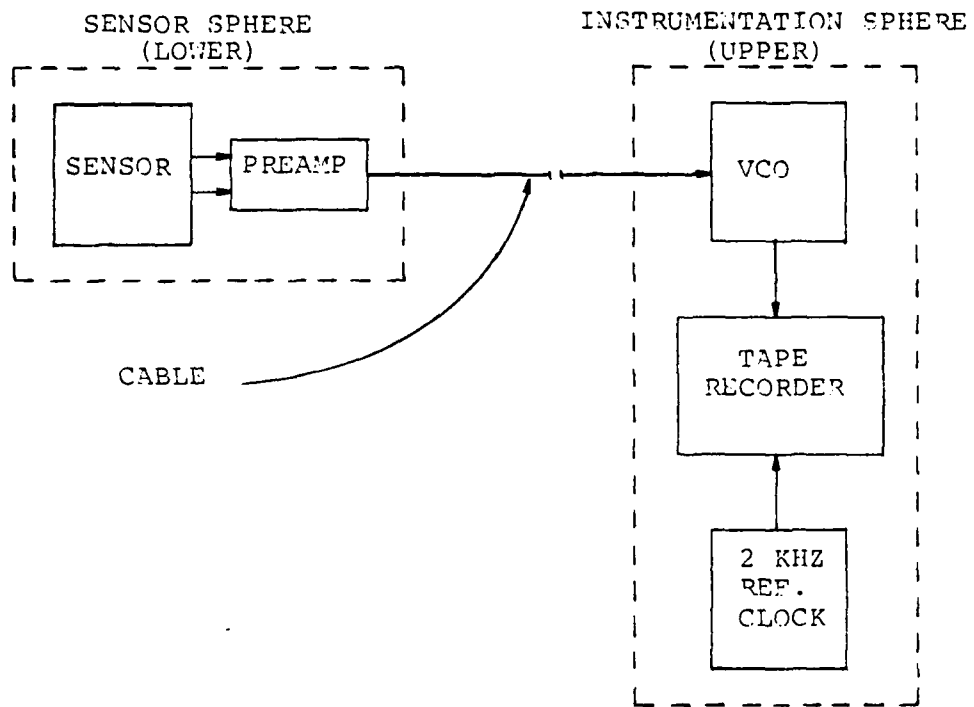 SENSOR SPHERE
(LOWER)
INSTRUMENTATION SPHERE
(UPPER)
SENSOR
PREAMP
VCO
CABLE
TAPE
RECORDER
2 KHZ
REF.
CLOCK